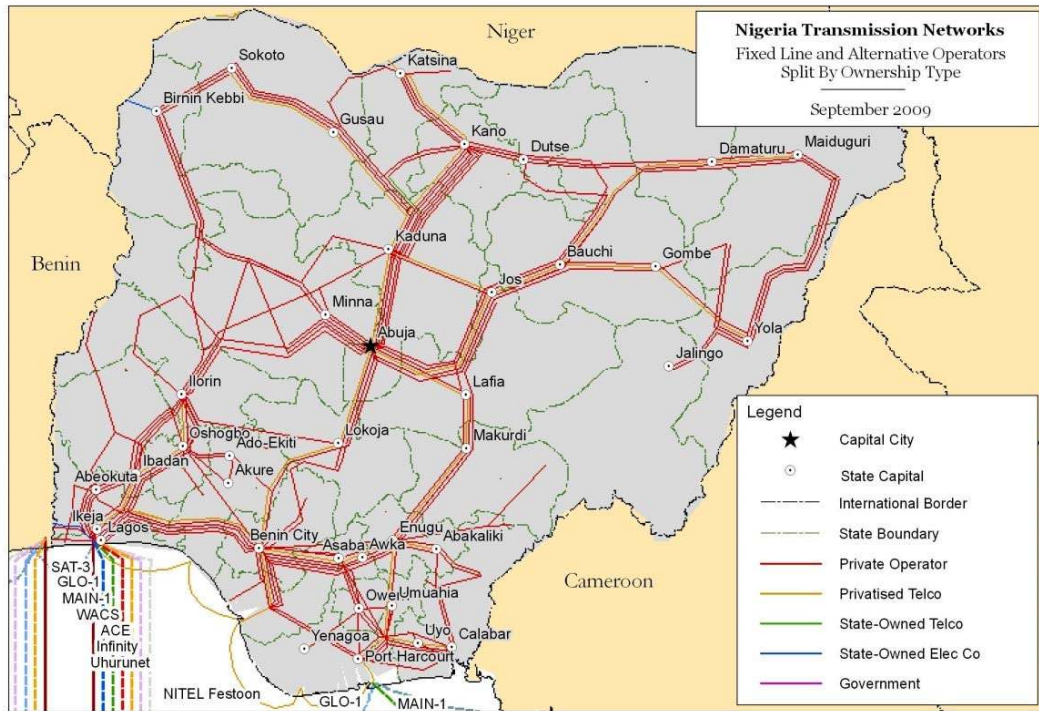 Nigeria Transmission Networks
Fixed Line and Alternative Operators
Split By Ownership Type
September 2009
Niger
Benin
Cameroon
Katsina
Sokoto
Birnin Kebbi
Gusau
Kano
Dutse
Damaturu
Maiduguri
Kaduna
Bauchi
Gombe
Jos
Minna
Abuja
Yola
Jalingo
Lafia
Ilorin
Oshogbo
Ado-Ekiti
Lokoja
Makurdi
Ibadan
Akure
Abeokuta
Ikeja
Lagos
Benin City
Enugu
Abakaliki
Asaba
Awka
Umuahia
Yenagoa
Uyo
Calabar
Port Harcourt
SAT-3
GLO-1
MAIN-1
WACS
ACE
Infinity
Uhurunet
NITEL Festoon
GLO-1
MAIN-1
Legend
Capital City
State Capital
International Border
State Boundary
Private Operator
Privatised Telco
State-Owned Telco
State-Owned Elec Co
Government